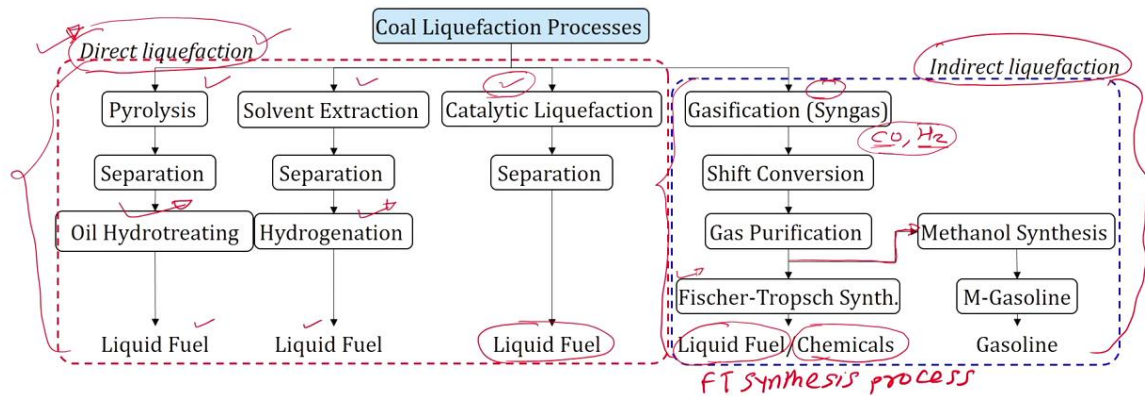 Coal Liquefaction Processes
Direct liquefaction
Indirect liquefaction
Pyrolysis
Solvent Extraction
Catalytic Liquefaction
Gasification (Syngas)
CO, H2
Separation
Separation
Separation
Shift Conversion
Oil Hydrotreating
Hydrogenation
Gas Purification
Methanol Synthesis
Fischer-Tropsch Synth.
M-Gasoline
Liquid Fuel
Liquid Fuel
Liquid Fuel
Liquid Fuel/Chemicals
Gasoline
FT synthesis process